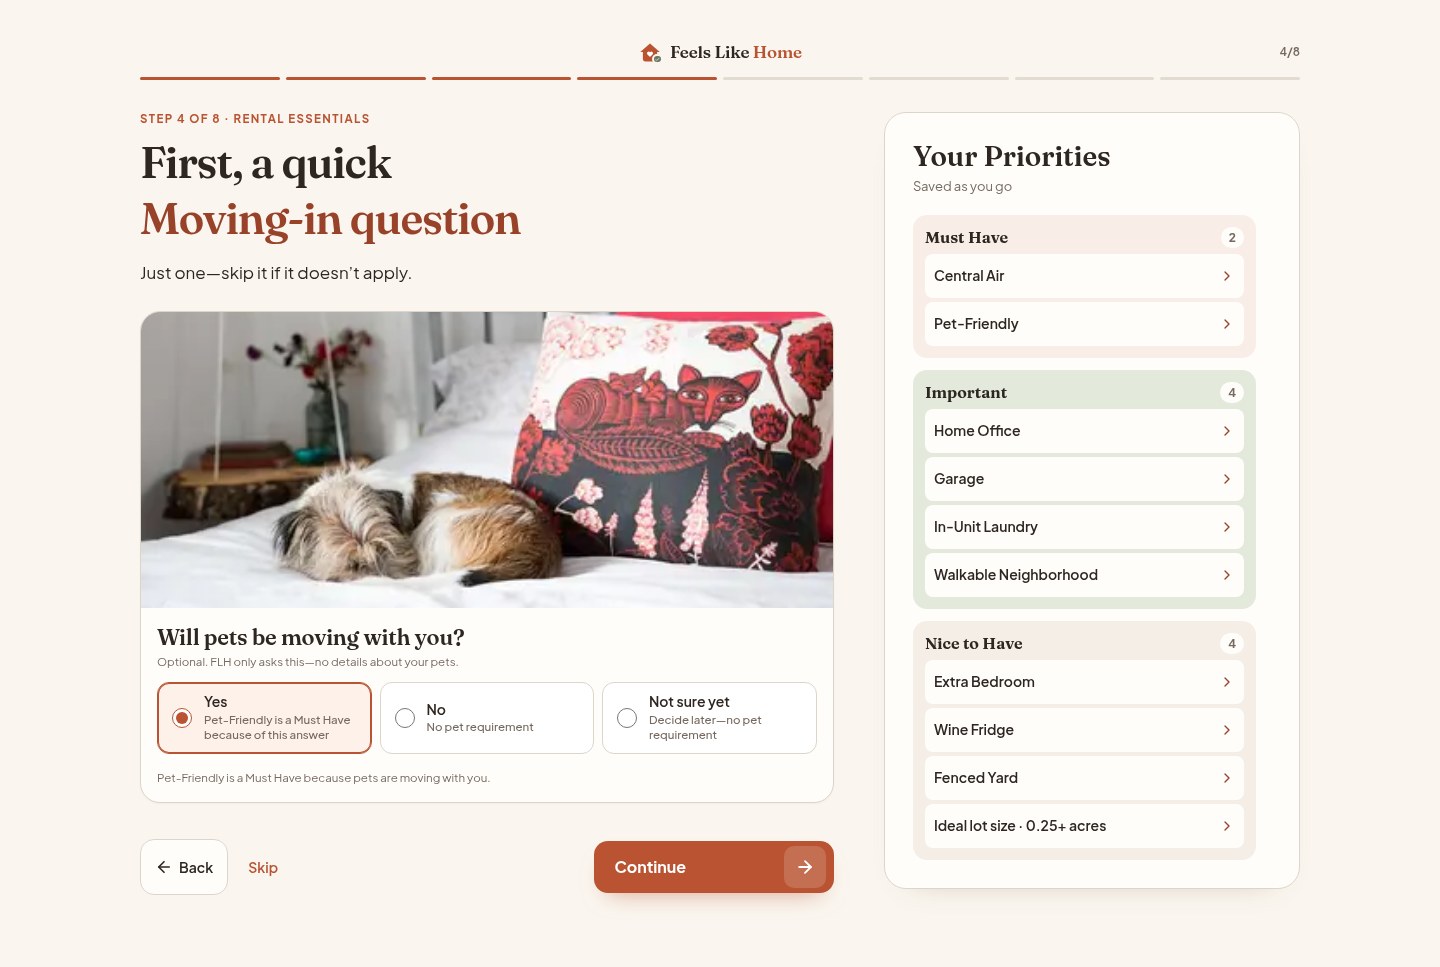 Feels Like Home
4/8
STEP 4 OF 8 · RENTAL ESSENTIALS
First, a quick
Moving-in question
Just one—skip it if it doesn’t apply.
Will pets be moving with you?
Optional. FLH only asks this—no details about your pets.
Yes
Pet-Friendly is a Must Have
because of this answer
No
No pet requirement
Not sure yet
Decide later—no pet
requirement
Pet-Friendly is a Must Have because pets are moving with you.
Back
Skip
Continue
Your Priorities
Saved as you go
Must Have
2
Central Air
Pet-Friendly
Important
4
Home Office
Garage
In-Unit Laundry
Walkable Neighborhood
Nice to Have
4
Extra Bedroom
Wine Fridge
Fenced Yard
Ideal lot size · 0.25+ acres